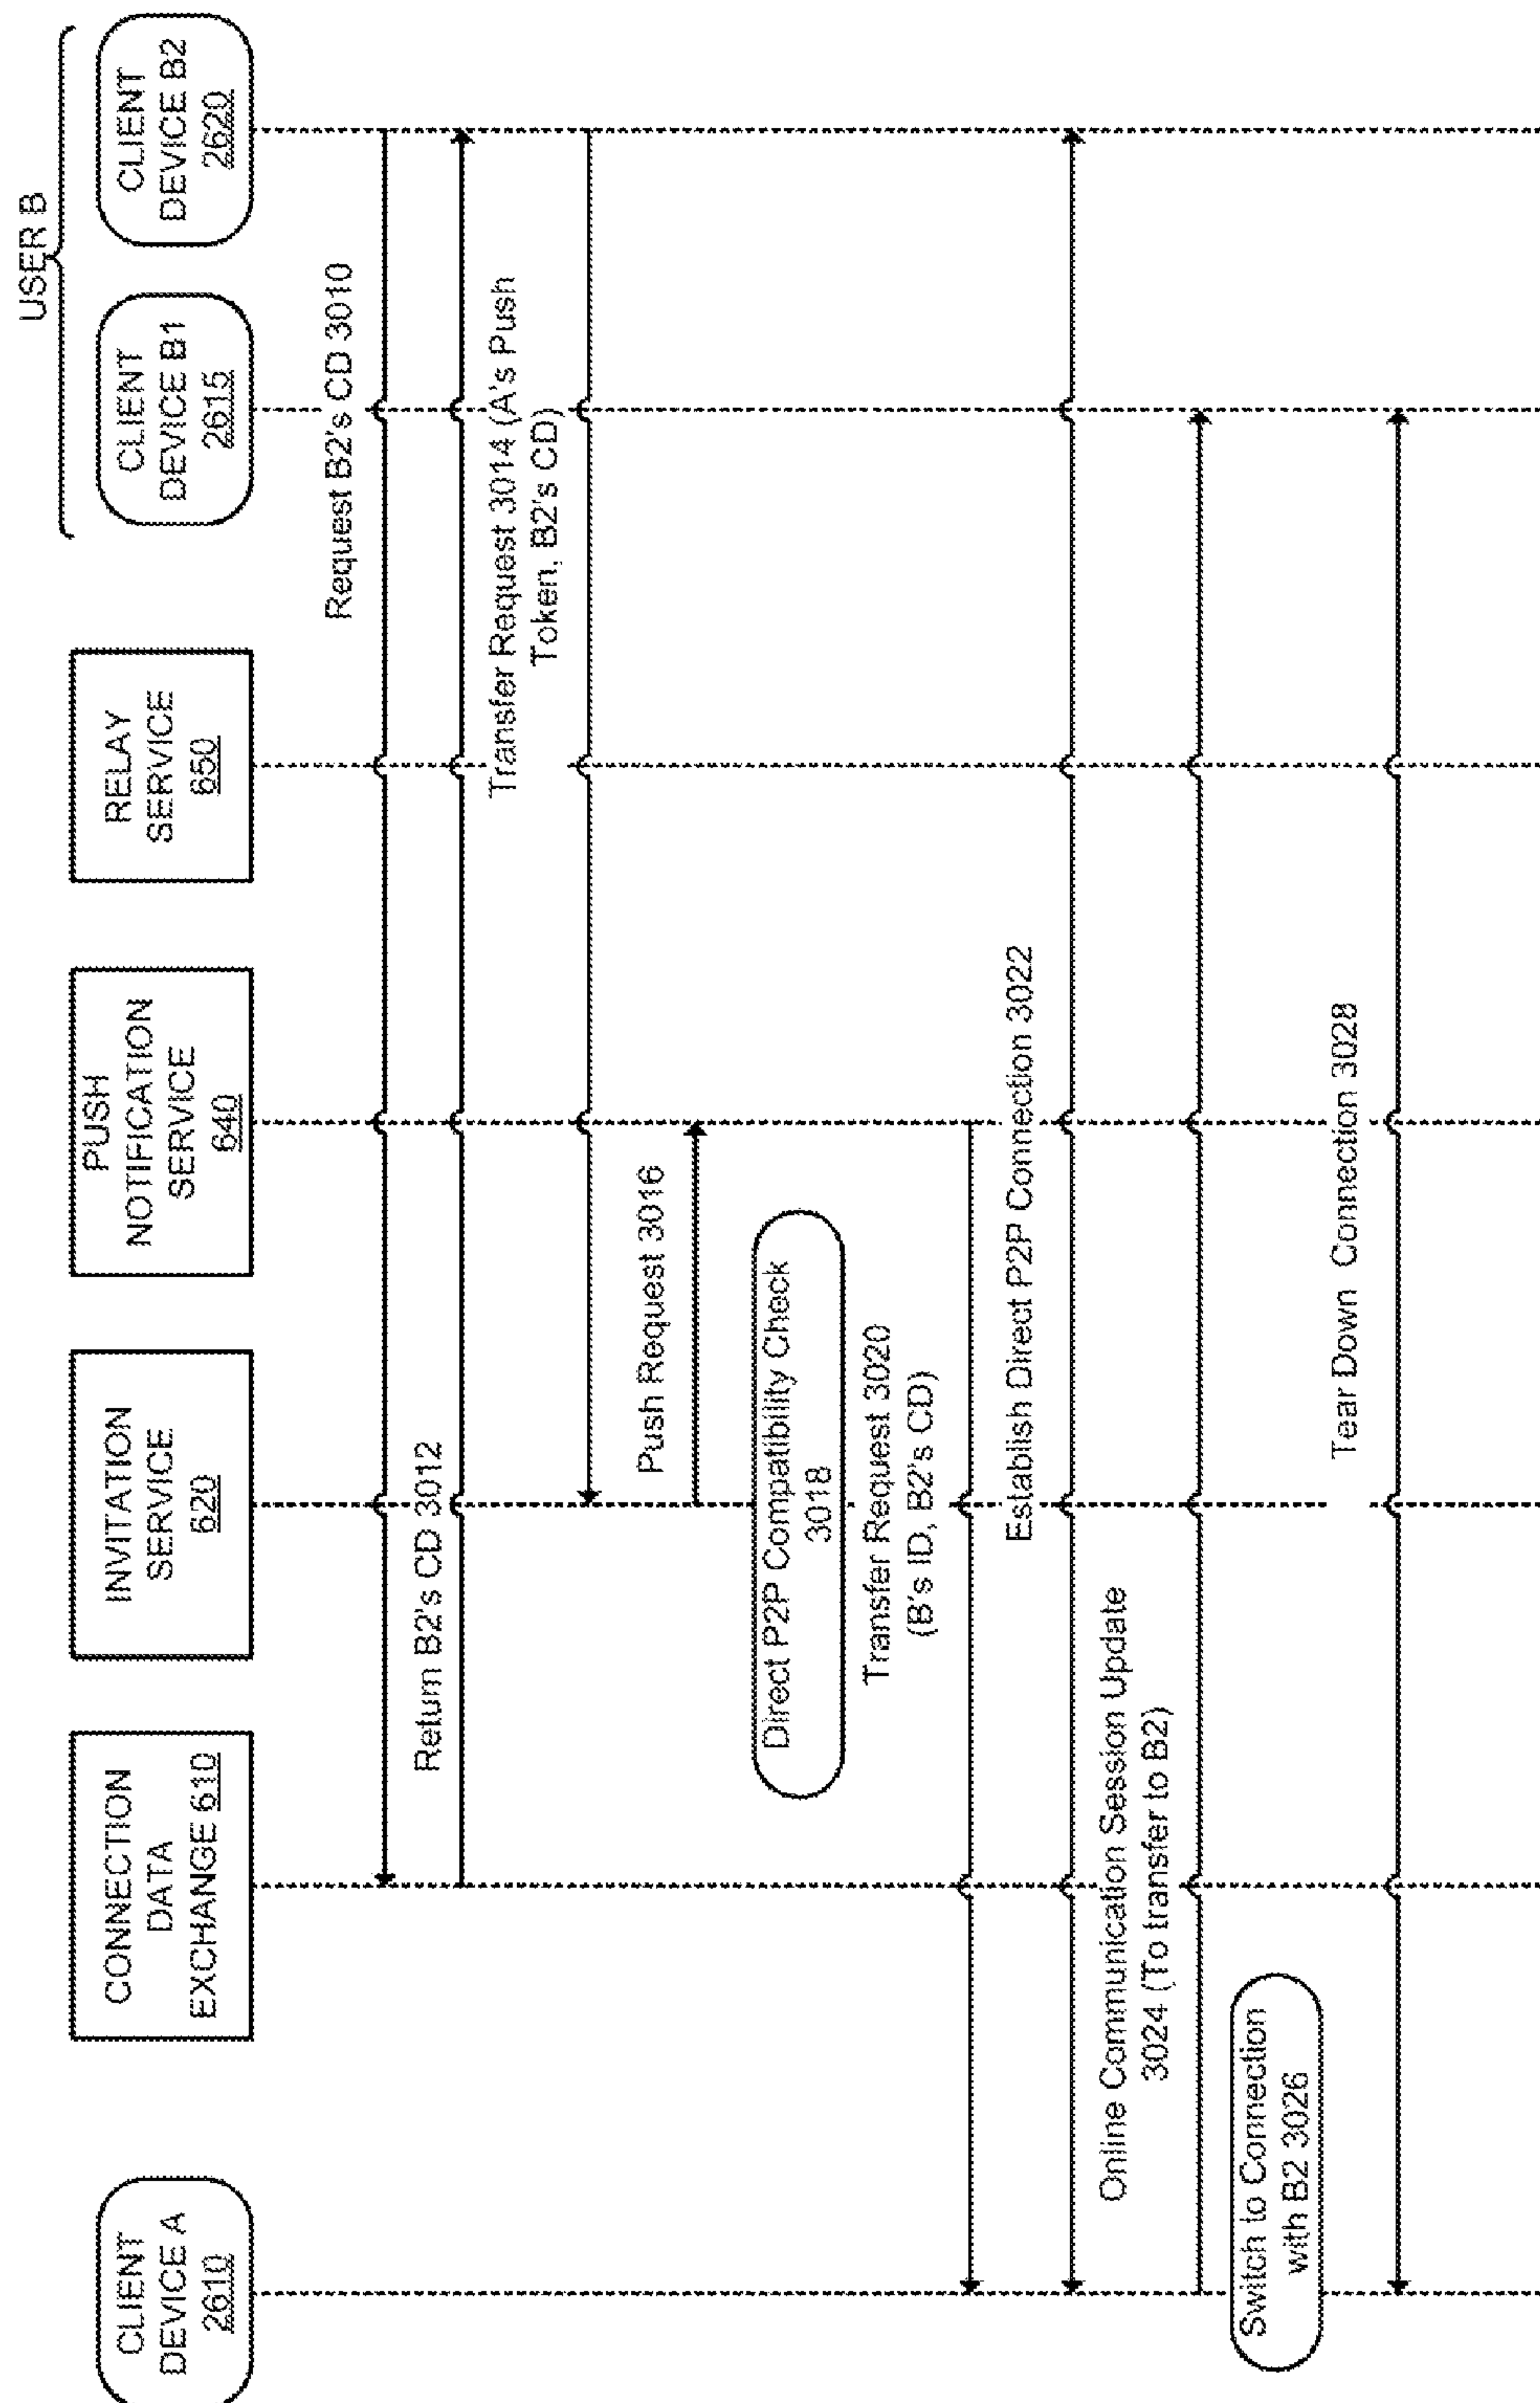 USER B
CLIENT
DEVICE A
2610
CONNECTION
DATA
EXCHANGE 610
INVITATION
SERVICE
620
PUSH
NOTIFICATION
SERVICE
640
RELAY
SERVICE
650
CLIENT
DEVICE B1
2615
CLIENT
DEVICE B2
2620
Request B2's CD 3010
Return B2's CD 3012
Transfer Request 3014 (A's Push
Token, B2's CD)
Push Request 3016
Direct P2P Compatibility Check
3018
Transfer Request 3020
(B's ID, B2's CD)
Establish Direct P2P Connection 3022
Online Communication Session Update
3024 (To transfer to B2)
Switch to Connection
with B2 3026
Tear Down Connection 3028